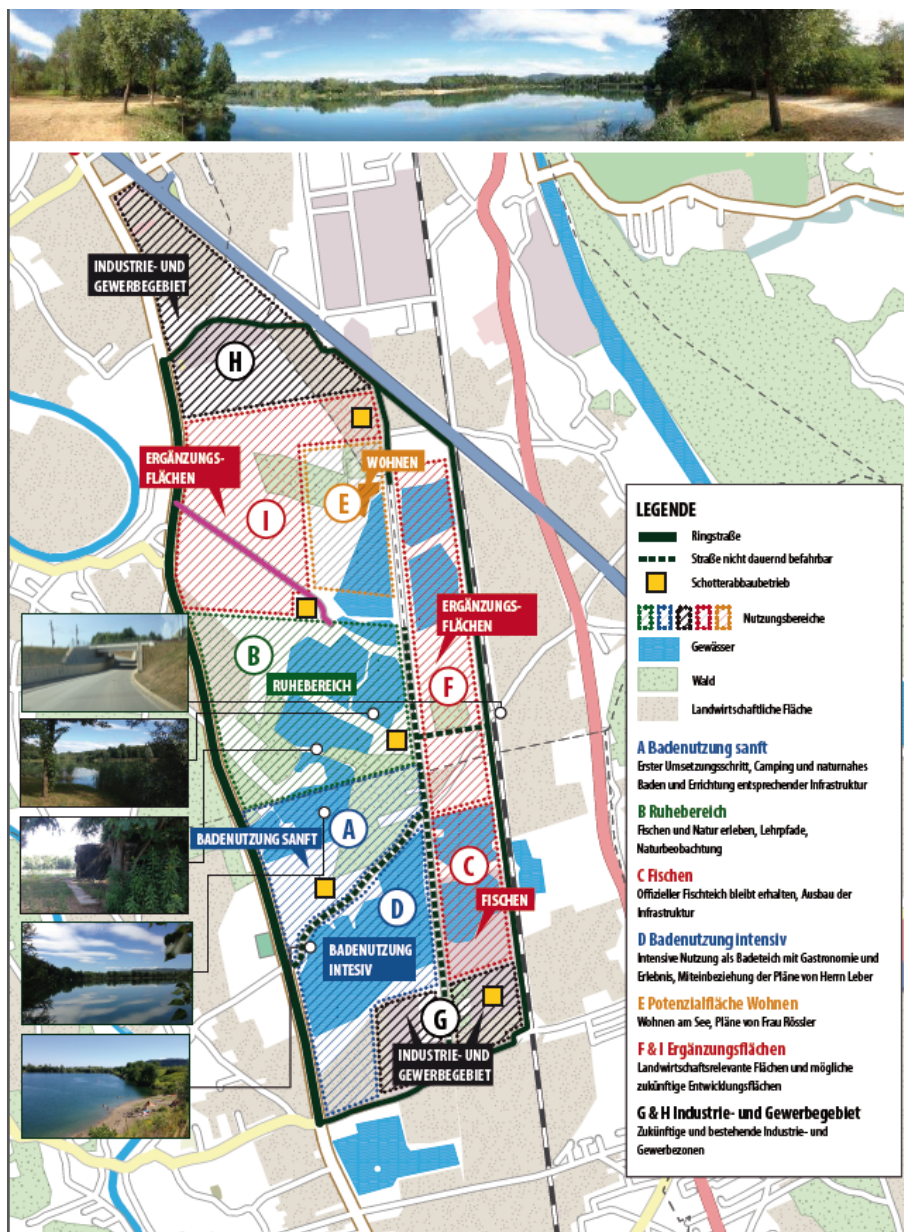 INDUSTRIE- UND
GEWERBEGEBIET
H
ERGÄNZUNGS-
FLÄCHEN
WOHNEN
E
I
ERGÄNZUNGS-
FLÄCHEN
B
RUHEBEREICH
F
A
BADENUTZUNG SANFT
C
FISCHEN
D
BADENUTZUNG
INTESIV
G
INDUSTRIE- UND
GEWERBEGEBIET
LEGENDE
Ringstraße
Straße nicht dauernd befahrbar
Schotterabbaubetrieb
Nutzungsbereiche
Gewässer
Wald
Landwirtschaftliche Fläche
A Badenutzung sanft
Erster Umsetzungsschritt, Camping und naturnahes
Baden und Errichtung entsprechender Infrastruktur
B Ruhebereich
Fischen und Natur erleben, Lehrpfade,
Naturbeobachtung
C Fischen
Offizieller Fischteich bleibt erhalten, Ausbau der
Infrastruktur
D Badenutzung intensiv
Intensive Nutzung als Badeteich mit Gastronomie und
Erlebnis, Miteinbeziehung der Pläne von Herrn Leber
E Potenzialfläche Wohnen
Wohnen am See, Pläne von Frau Rössler
F & I Ergänzungsflächen
Landwirtschaftsrelevante Flächen und mögliche
zukünftige Entwicklungsflächen
G & H Industrie- und Gewerbegebiet
Zukünftige und bestehende Industrie- und
Gewerbezonen